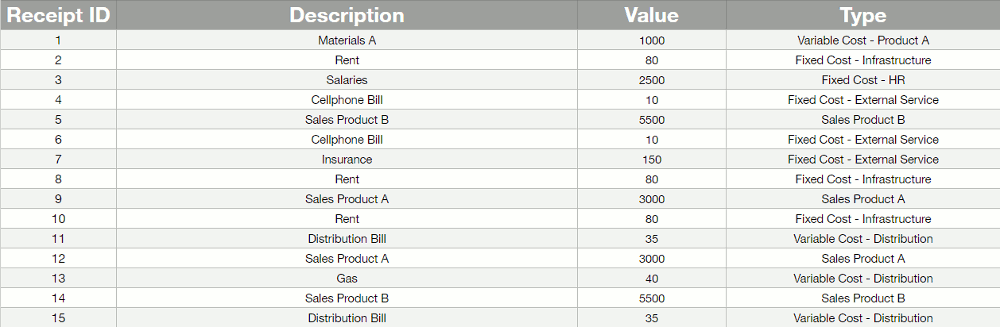 Receipt ID Description Value Type
1 Materials A 1000 Variable Cost - Product A
2 Rent 80 Fixed Cost - Infrastructure
3 Salaries 2500 Fixed Cost - HR
4 Cellphone Bill 10 Fixed Cost - External Service
5 Sales Product B 5500 Sales Product B
6 Cellphone Bill 10 Fixed Cost - External Service
7 Insurance 150 Fixed Cost - External Service
8 Rent 80 Fixed Cost - Infrastructure
9 Sales Product A 3000 Sales Product A
10 Rent 80 Fixed Cost - Infrastructure
11 Distribution Bill 35 Variable Cost - Distribution
12 Sales Product A 3000 Sales Product A
13 Gas 40 Variable Cost - Distribution
14 Sales Product B 5500 Sales Product B
15 Distribution Bill 35 Variable Cost - Distribution